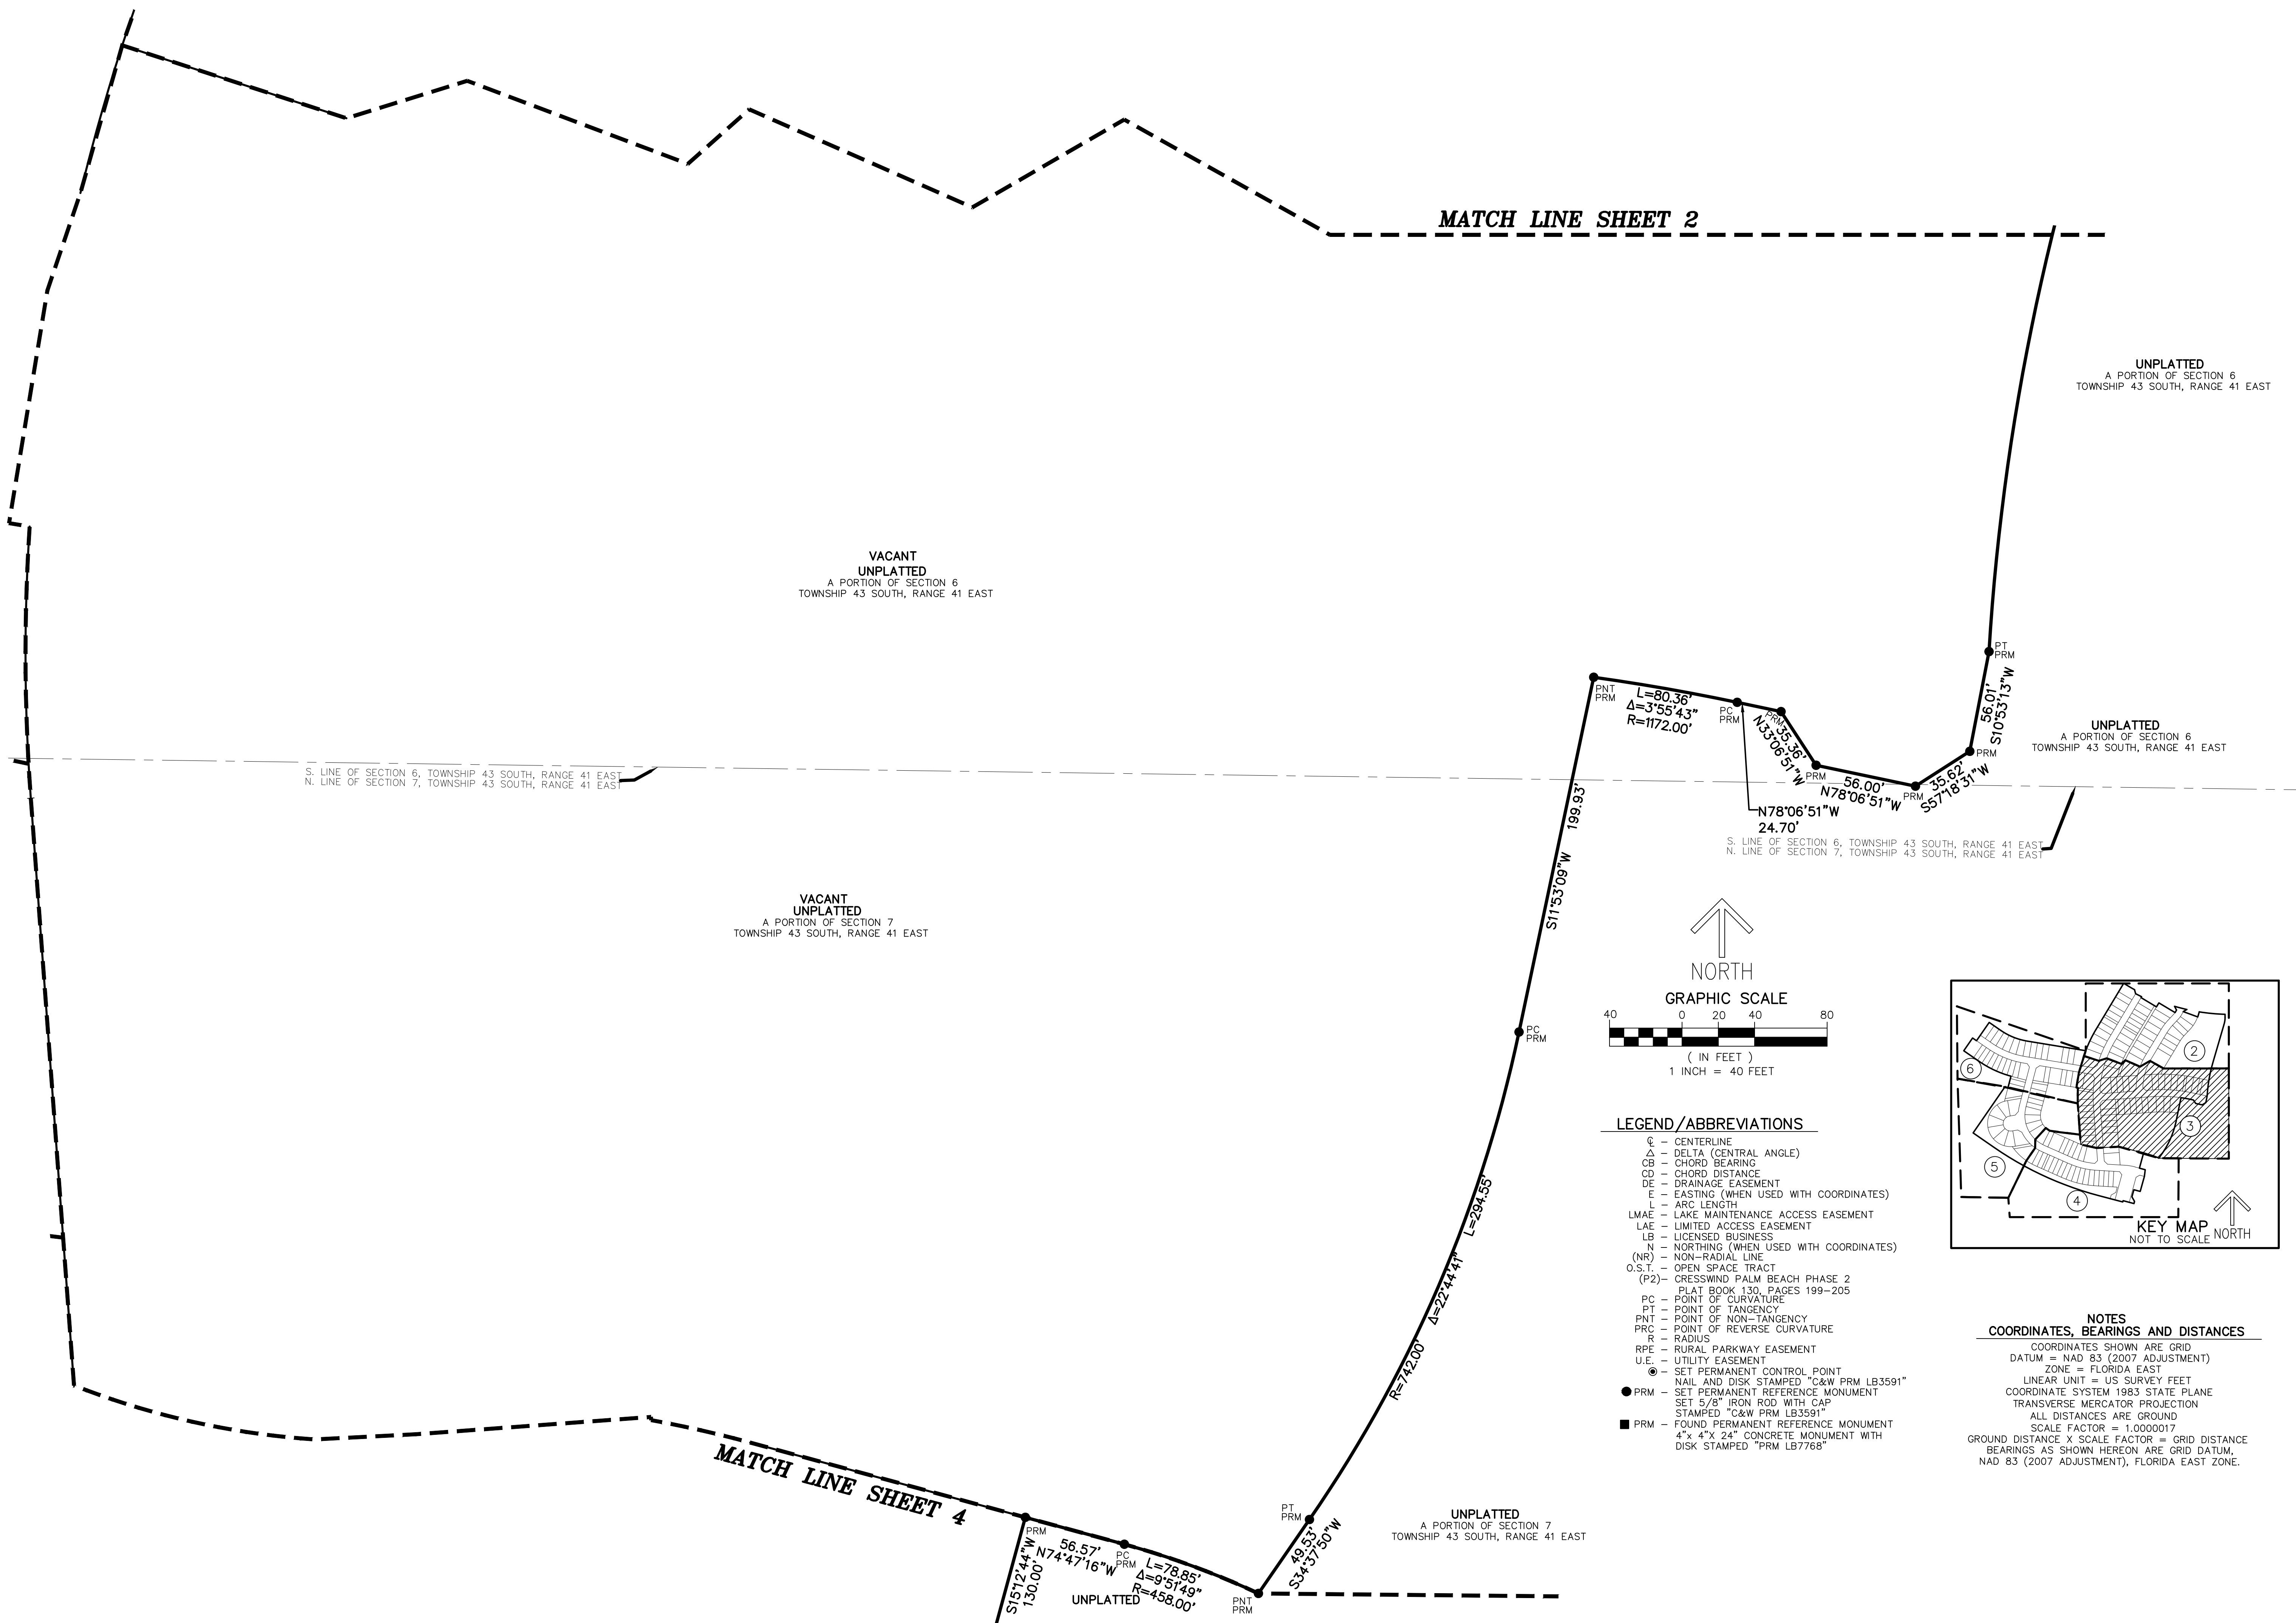 MATCH LINE SHEET 2
UNPLATTED
A PORTION OF SECTION 6
TOWNSHIP 43 SOUTH, RANGE 41 EAST
VACANT
UNPLATTED
A PORTION OF SECTION 6
TOWNSHIP 43 SOUTH, RANGE 41 EAST
PT
PRM
56.01'
S10°53'13"W
PNT
PRM
L=80.36'
Δ=3°55'43"
R=1172.00'
PC
PRM
PRM
35.36'
N33°06'51"W
PRM
56.00'
N78°06'51"W
PRM
35.62'
S57°18'31"W
PRM
N78°06'51"W
24.70'
UNPLATTED
A PORTION OF SECTION 6
TOWNSHIP 43 SOUTH, RANGE 41 EAST
S. LINE OF SECTION 6, TOWNSHIP 43 SOUTH, RANGE 41 EAST
N. LINE OF SECTION 7, TOWNSHIP 43 SOUTH, RANGE 41 EAST
S. LINE OF SECTION 6, TOWNSHIP 43 SOUTH, RANGE 41 EAST
N. LINE OF SECTION 7, TOWNSHIP 43 SOUTH, RANGE 41 EAST
S11°53'09"W 199.93'
VACANT
UNPLATTED
A PORTION OF SECTION 7
TOWNSHIP 43 SOUTH, RANGE 41 EAST
PC
PRM
R=742.00' Δ=22°44'41" L=294.55'
NORTH
GRAPHIC SCALE
40 0 20 40 80
( IN FEET )
1 INCH = 40 FEET
LEGEND/ABBREVIATIONS
℄ – CENTERLINE
Δ – DELTA (CENTRAL ANGLE)
CB – CHORD BEARING
CD – CHORD DISTANCE
DE – DRAINAGE EASEMENT
E – EASTING (WHEN USED WITH COORDINATES)
L – ARC LENGTH
LMAE – LAKE MAINTENANCE ACCESS EASEMENT
LAE – LIMITED ACCESS EASEMENT
LB – LICENSED BUSINESS
N – NORTHING (WHEN USED WITH COORDINATES)
(NR) – NON–RADIAL LINE
O.S.T. – OPEN SPACE TRACT
(P2)– CRESSWIND PALM BEACH PHASE 2
PLAT BOOK 130, PAGES 199–205
PC – POINT OF CURVATURE
PT – POINT OF TANGENCY
PNT – POINT OF NON–TANGENCY
PRC – POINT OF REVERSE CURVATURE
R – RADIUS
RPE – RURAL PARKWAY EASEMENT
U.E. – UTILITY EASEMENT
– SET PERMANENT CONTROL POINT
NAIL AND DISK STAMPED "C&W PRM LB3591"
PRM – SET PERMANENT REFERENCE MONUMENT
SET 5/8" IRON ROD WITH CAP
STAMPED "C&W PRM LB3591"
PRM – FOUND PERMANENT REFERENCE MONUMENT
4"x 4"X 24" CONCRETE MONUMENT WITH
DISK STAMPED "PRM LB7768"
2
3
4
5
6
KEY MAP
NOT TO SCALE
NORTH
NOTES
COORDINATES, BEARINGS AND DISTANCES
COORDINATES SHOWN ARE GRID
DATUM = NAD 83 (2007 ADJUSTMENT)
ZONE = FLORIDA EAST
LINEAR UNIT = US SURVEY FEET
COORDINATE SYSTEM 1983 STATE PLANE
TRANSVERSE MERCATOR PROJECTION
ALL DISTANCES ARE GROUND
SCALE FACTOR = 1.0000017
GROUND DISTANCE X SCALE FACTOR = GRID DISTANCE
BEARINGS AS SHOWN HEREON ARE GRID DATUM,
NAD 83 (2007 ADJUSTMENT), FLORIDA EAST ZONE.
MATCH LINE SHEET 4
PRM
S15°12'44"W
130.00'
56.57'
N74°47'16"W
PC
PRM
L=78.85'
Δ=9°51'49"
R=458.00'
UNPLATTED
PNT
PRM
PT
PRM
49.53'
S34°37'50"W
UNPLATTED
A PORTION OF SECTION 7
TOWNSHIP 43 SOUTH, RANGE 41 EAST